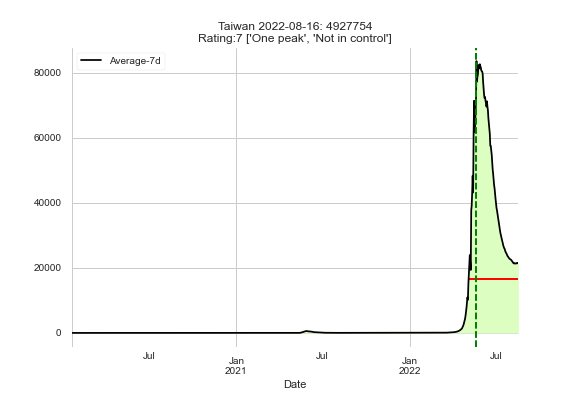 Taiwan 2022-08-16: 4927754
Rating:7 ['One peak', 'Not in control']
Average-7d
80000
60000
40000
20000
0
Jul
Jan
2021
Jul
Jan
2022
Jul
Date